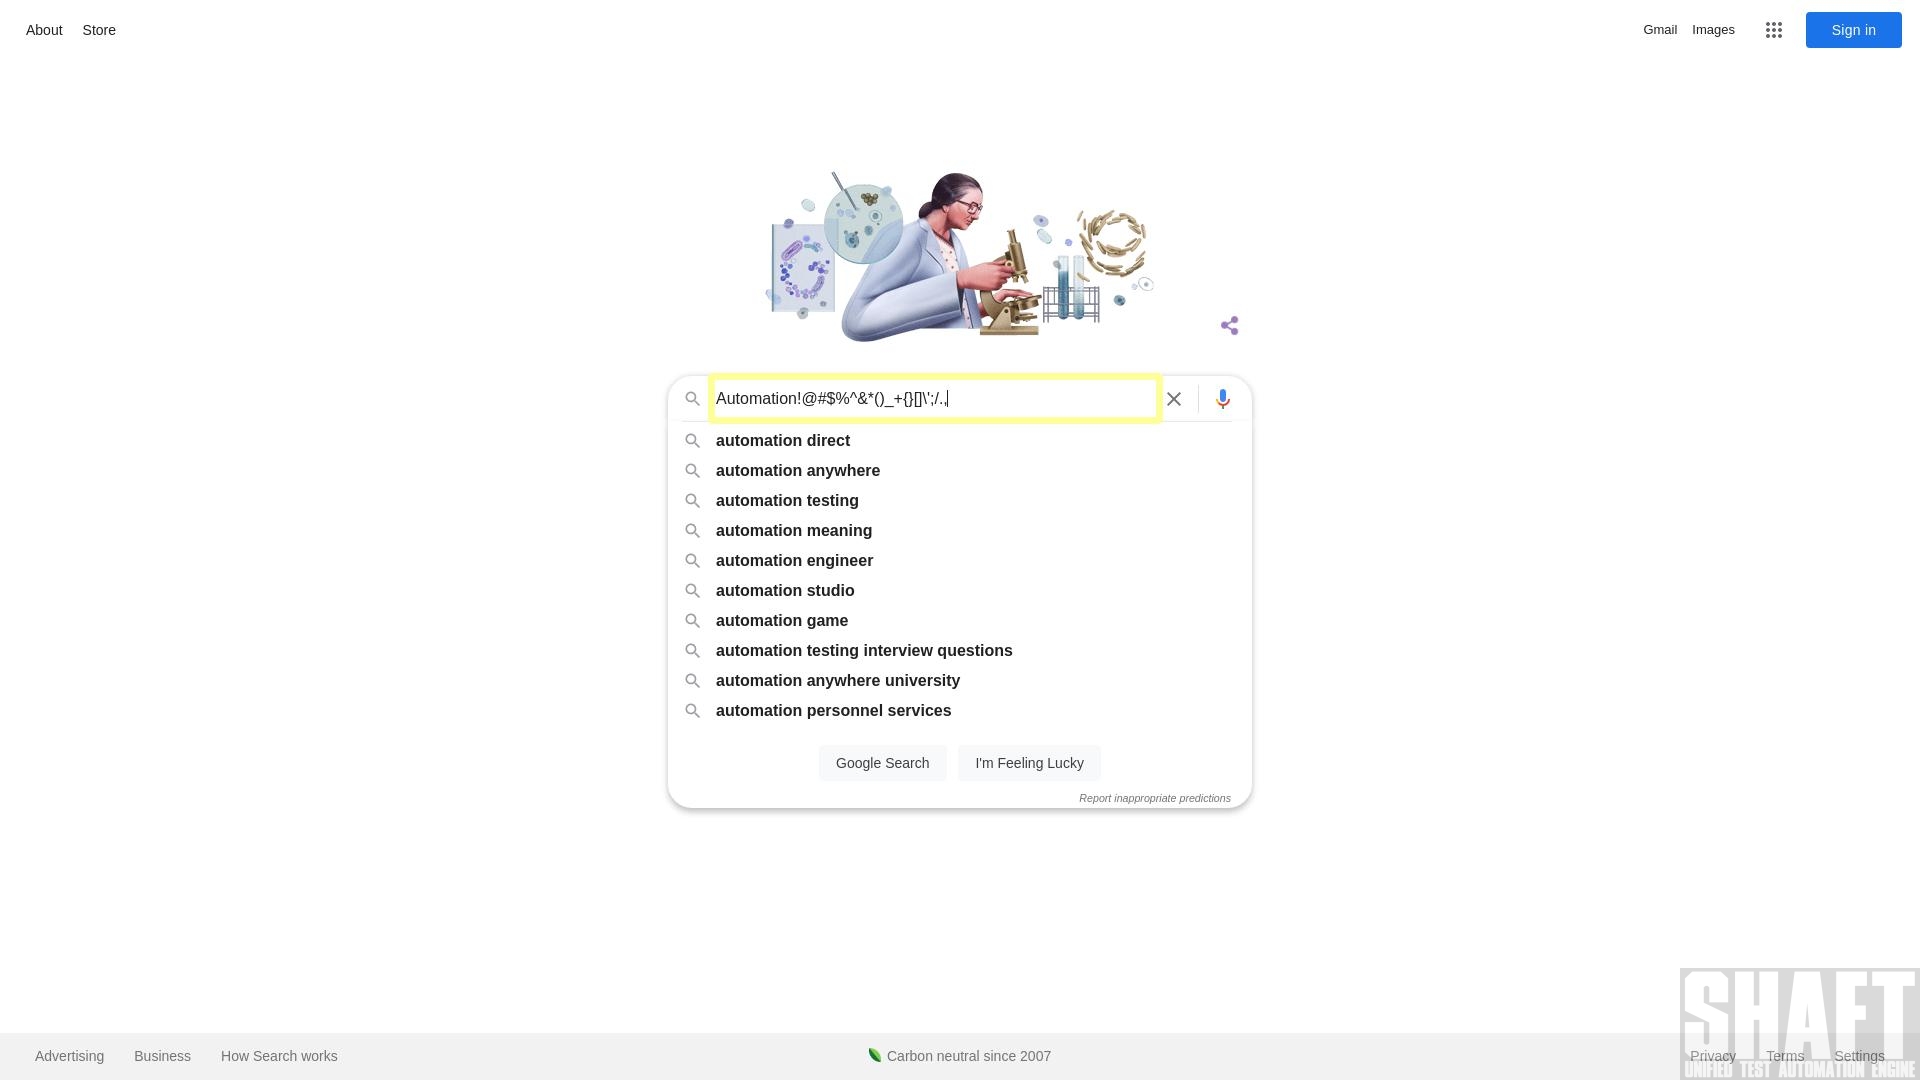 About Store
Gmail Images Sign in
Automation!@#$%^&*()_+{}[]\';/.,
automation direct
automation anywhere
automation testing
automation meaning
automation engineer
automation studio
automation game
automation testing interview questions
automation anywhere university
automation personnel services
Google Search I'm Feeling Lucky
Report inappropriate predictions
SHAFT
UNIFIED TEST AUTOMATION ENGINE
Advertising Business How Search works Carbon neutral since 2007 Privacy Terms Settings